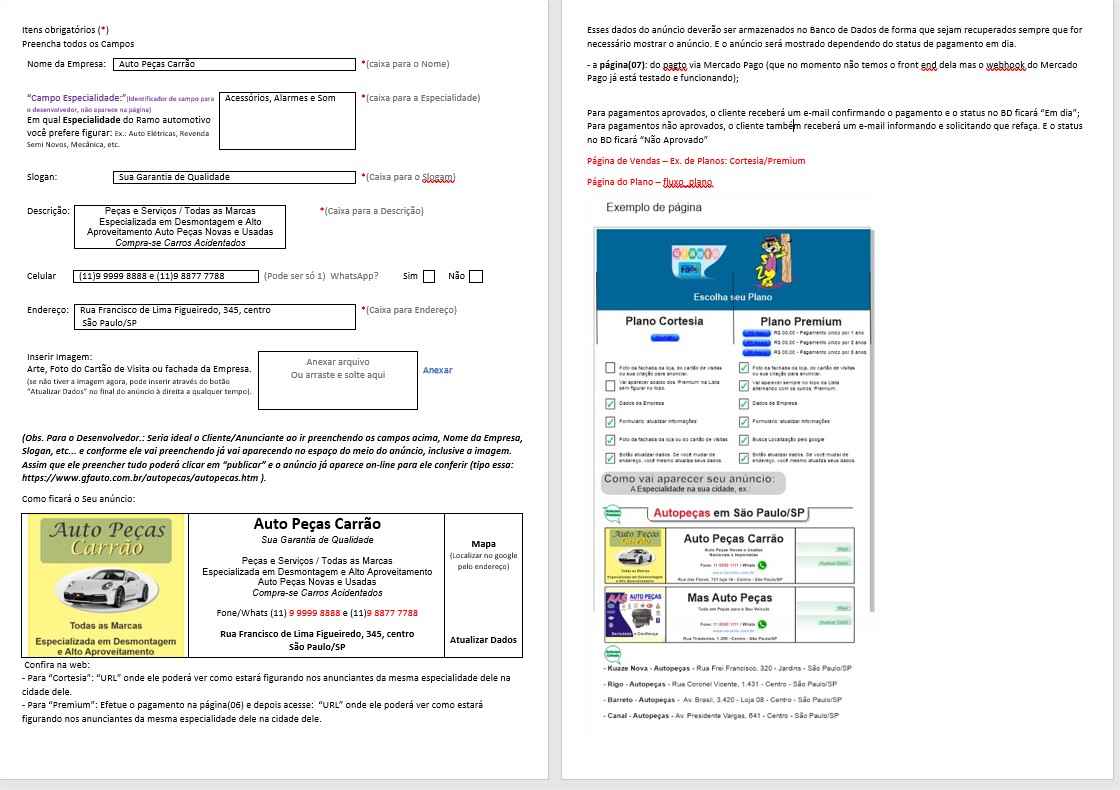 Itens obrigatórios (*)
Preencha todos os Campos
Nome da Empresa: Auto Peças Carrão *(caixa para o Nome)
"Campo Especialidade:"(Identificador de campo para o desenvolvedor, não aparece na página)
Em qual Especialidade do Ramo automotivo
você prefere figurar: Ex.: Auto Elétricas, Revenda
Semi Novos, Mecânica, etc.
Acessórios, Alarmes e Som *(caixa para a Especialidade)
Slogan: Sua Garantia de Qualidade *(Caixa para o Slogam)
Descrição: Peças e Serviços / Todas as Marcas *(Caixa para a Descrição)
Especializada em Desmontagem e Alto
Aproveitamento Auto Peças Novas e Usadas
Compra-se Carros Acidentados
Celular (11)9 9999 8888 e (11)9 8877 7788 (Pode ser só 1) WhatsApp? Sim Não
Endereço: Rua Francisco de Lima Figueiredo, 345, centro *(Caixa para Endereço)
São Paulo/SP
Inserir Imagem:
Arte, Foto do Cartão de Visita ou fachada da Empresa.
(se não tiver a imagem agora, pode inserir através do botão
"Atualizar Dados" no final do anúncio à direita a qualquer tempo).
Anexar arquivo
Ou arraste e solte aqui
Anexar
(Obs. Para o Desenvolvedor.: Seria ideal o Cliente/Anunciante ao ir preenchendo os campos acima, Nome da Empresa,
Slogan, etc... e conforme ele vai preenchendo já vai aparecendo no espaço do meio do anúncio, inclusive a imagem.
Assim que ele preencher tudo poderá clicar em "publicar" e o anúncio já aparece on-line para ele conferir (tipo essa:
https://www.gfauto.com.br/autopecas/autopecas.htm ).
Como ficará o Seu anúncio:
Auto Peças
Carrão
Todas as Marcas
Especializada em Desmontagem
e Alto Aproveitamento
Auto Peças Carrão
Sua Garantia de Qualidade
Peças e Serviços / Todas as Marcas
Especializada em Desmontagem e Alto Aproveitamento
Auto Peças Novas e Usadas
Compra-se Carros Acidentados
Fone/Whats (11) 9 9999 8888 e (11)9 8877 7788
Rua Francisco de Lima Figueiredo, 345, centro
São Paulo/SP
Mapa
(Localizar no google
pelo endereço)
Atualizar Dados
Confira na web:
- Para "Cortesia": "URL" onde ele poderá ver como estará figurando nos anunciantes da mesma especialidade dele na
cidade dele.
- Para "Premium": Efetue o pagamento na página(06) e depois acesse: "URL" onde ele poderá ver como estará
figurando nos anunciantes da mesma especialidade dele na cidade dele.
Esses dados do anúncio deverão ser armazenados no Banco de Dados de forma que sejam recuperados sempre que for
necessário mostrar o anúncio. E o anúncio será mostrado dependendo do status de pagamento em dia.
- a página(07): do pagto via Mercado Pago (que no momento não temos o front end dela mas o webhook do Mercado
Pago já está testado e funcionando);
Para pagamentos aprovados, o cliente receberá um e-mail confirmando o pagamento e o status no BD ficará "Em dia";
Para pagamentos não aprovados, o cliente também receberá um e-mail informando e solicitando que refaça. E o status
no BD ficará "Não Aprovado"
Página de Vendas – Ex. de Planos: Cortesia/Premium
Página do Plano – fluxo_plano
Exemplo de página
Escolha seu Plano
Plano Cortesia
Plano Premium
R$ 00,00 - Pagamento único por 1 ano
R$ 00,00 - Pagamento único por 2 anos
R$ 00,00 - Pagamento único por 3 anos
Foto da fachada da loja, do cartão de visitas
ou sua criação para anunciar.
Vai aparecer abaixo dos 'Premium' na Lista
sem figurar no topo.
Dados da Empresa
Formulário 'atualizar informações'
Foto da fachada da loja ou do cartão de visitas
Botão atualizar dados. Se você mudar de
endereço, você mesmo atualiza seus dados.
Foto da fachada da loja, do cartão de visitas
ou sua criação para anunciar.
Vai aparecer sempre no topo da Lista
alternando com os outros 'Premium'.
Dados da Empresa
Formulário 'atualizar informações'
Busca Localização pelo google
Botão atualizar dados. Se você mudar de
endereço, você mesmo atualiza seus dados.
Como vai aparecer seu anúncio:
A Especialidade na sua cidade, ex.:
Autopeças em São Paulo/SP
Auto Peças
Carrão
Todas as Marcas
Especializada em Desmontagem
e Alto Aproveitamento
Auto Peças Carrão
Auto Peças Novas e Usadas
Nacionais e Importadas
Rua das Flores, 721 loja 14 - Centro - São Paulo/SP
Mapa
Atualizar Dados
AUTO PEÇAS
Seriedade e Confiança
Mas Auto Peças
Tudo em Peças para o Seu Veículo
Rua Tiradentes, 1.239 - Centro - São Paulo/SP
Mapa
Atualizar Dados
- Kuaze Nova - Autopeças - Rua Frei Francisco, 320 - Jardins - São Paulo/SP
- Rigo - Autopeças - Rua Coronel Vicente, 1.431 - Centro - São Paulo/SP
- Barreto - Autopeças - Av. Brasil, 3.420 - Loja 08 - Centro - São Paulo/SP
- Canal - Autopeças - Av. Presidente Vargas, 641 - Centro - São Paulo/SP